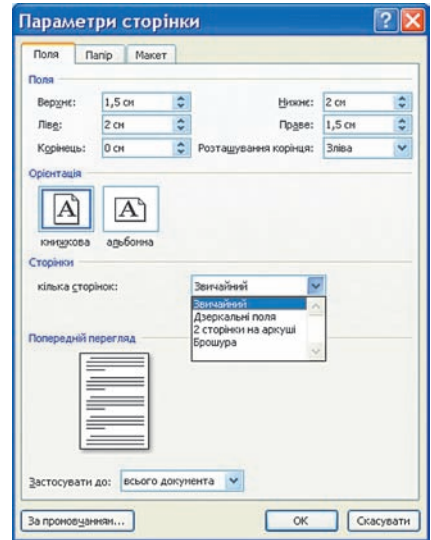 Параметри сторінки
Поля Папір Макет
Поля
Верхнє: 1,5 см Нижнє: 2 см
Ліве: 2 см Праве: 1,5 см
Корінець: 0 см Розташування корінця: Зліва
Орієнтація
A A
книжкова альбомна
Сторінки
кілька сторінок: Звичайний
Звичайний
Дзеркальні поля
2 сторінки на аркуші
Брошура
Попередній перегляд
Застосувати до: всього документа
За промовчанням... ОК Скасувати